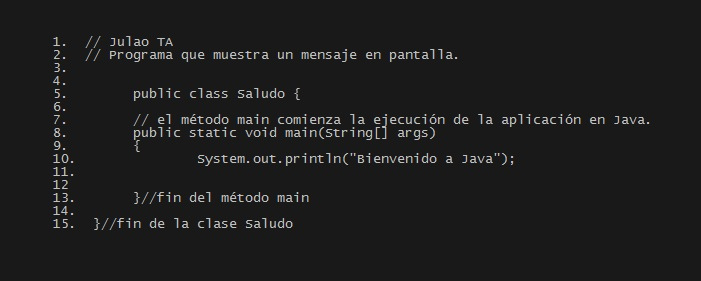 1. // Julao TA
2. // Programa que muestra un mensaje en pantalla.
3.
4.
5. public class Saludo {
6.
7. // el método main comienza la ejecución de la aplicación en Java.
8. public static void main(String[] args)
9. {
10. System.out.println("Bienvenido a Java");
11.
12
13. }//fin del método main
14.
15. }//fin de la clase Saludo